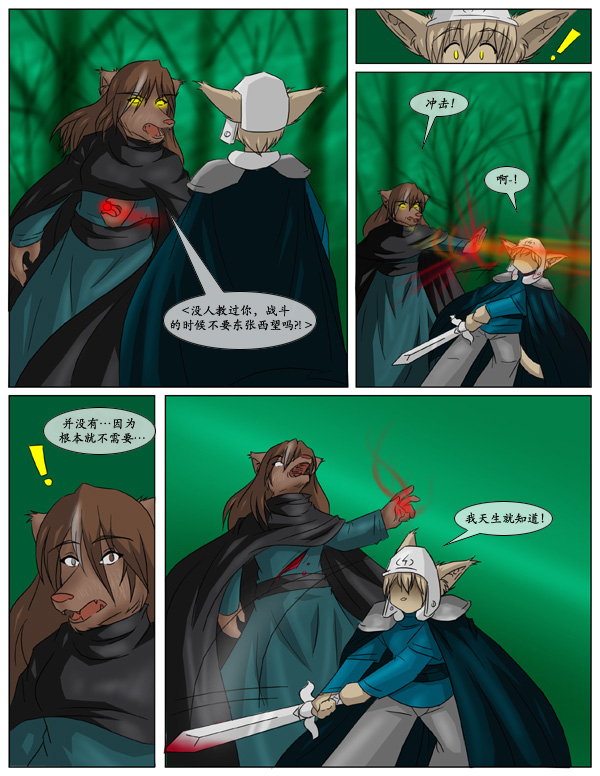 <没人教过你，战斗
的时候不要东张西望吗?!>
!
冲击!
啊-!
!
并没有…因为
根本就不需要…
我天生就知道!